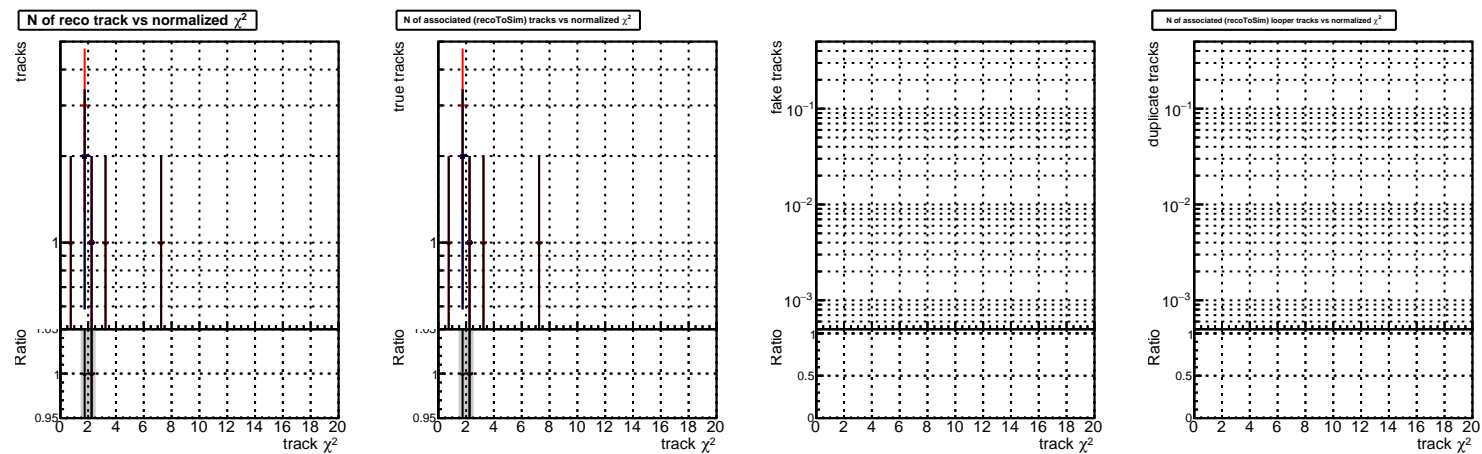 N of reco track vs normalized χ²
tracks
1
Ratio
1.05
1
0.95
0 2 4 6 8 10 12 14 16 18 20
track χ²
N of associated (recoToSim) tracks vs normalized χ²
true tracks
1
Ratio
1.05
1
0.95
0 2 4 6 8 10 12 14 16 18 20
track χ²
fake tracks
10⁻¹
10⁻²
10⁻³
Ratio
1
0.5
0
0 2 4 6 8 10 12 14 16 18 20
track χ²
N of associated (recoToSim) looper tracks vs normalized χ²
duplicate tracks
10⁻¹
10⁻²
10⁻³
Ratio
1
0.5
0
0 2 4 6 8 10 12 14 16 18 20
track χ²